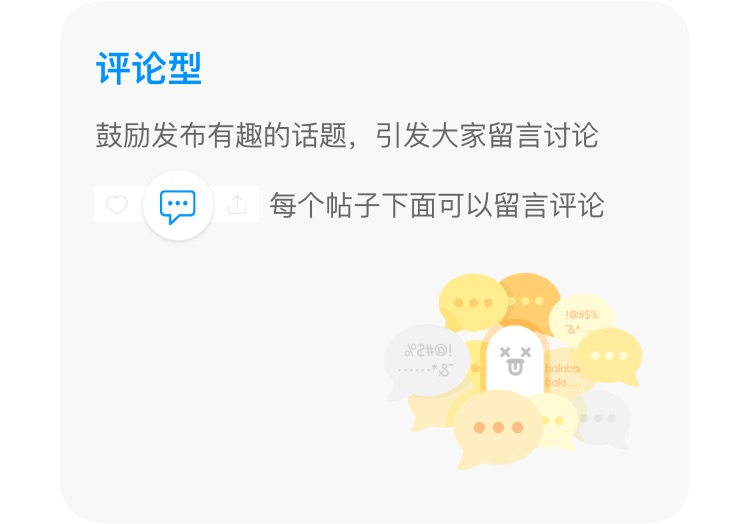 评论型
鼓励发布有趣的话题，引发大家留言讨论
每个帖子下面可以留言评论
!@#$%
~&*......
!@#$%
~&*......
balabala
bala.....